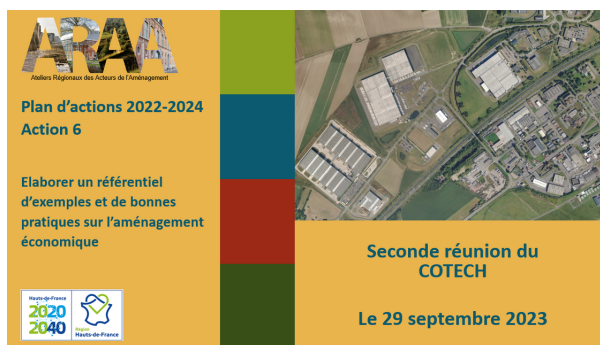 ARAA
Ateliers Régionaux des Acteurs de l'Aménagement
Plan d'actions 2022-2024
Action 6
Elaborer un référentiel
d'exemples et de bonnes
pratiques sur l'aménagement
économique
Seconde réunion du
COTECH
Le 29 septembre 2023
Hauts-de-France
2020
2040
Région
Hauts-de-France